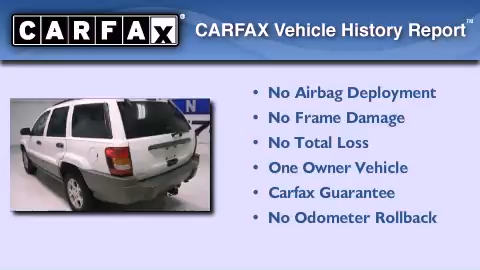 CARFAX® CARFAX Vehicle History Report™
• No Airbag Deployment
• No Frame Damage
• No Total Loss
• One Owner Vehicle
• Carfax Guarantee
• No Odometer Rollback
N
7